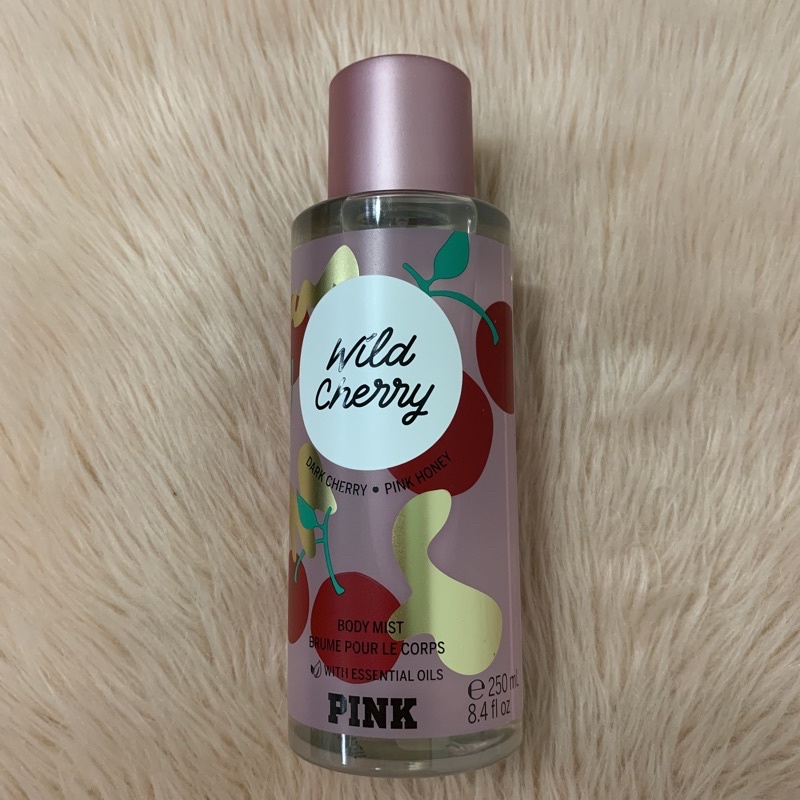 Wild
Cherry
DARK CHERRY • PINK HONEY
BODY MIST
BRUME POUR LE CORPS
WITH ESSENTIAL OILS
PINK
℮ 250 mL
8.4 fl oz